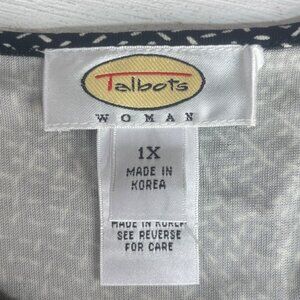 Talbots
WOMAN
1X
MADE IN
KOREA
MADE IN KOREA
SEE REVERSE
FOR CARE